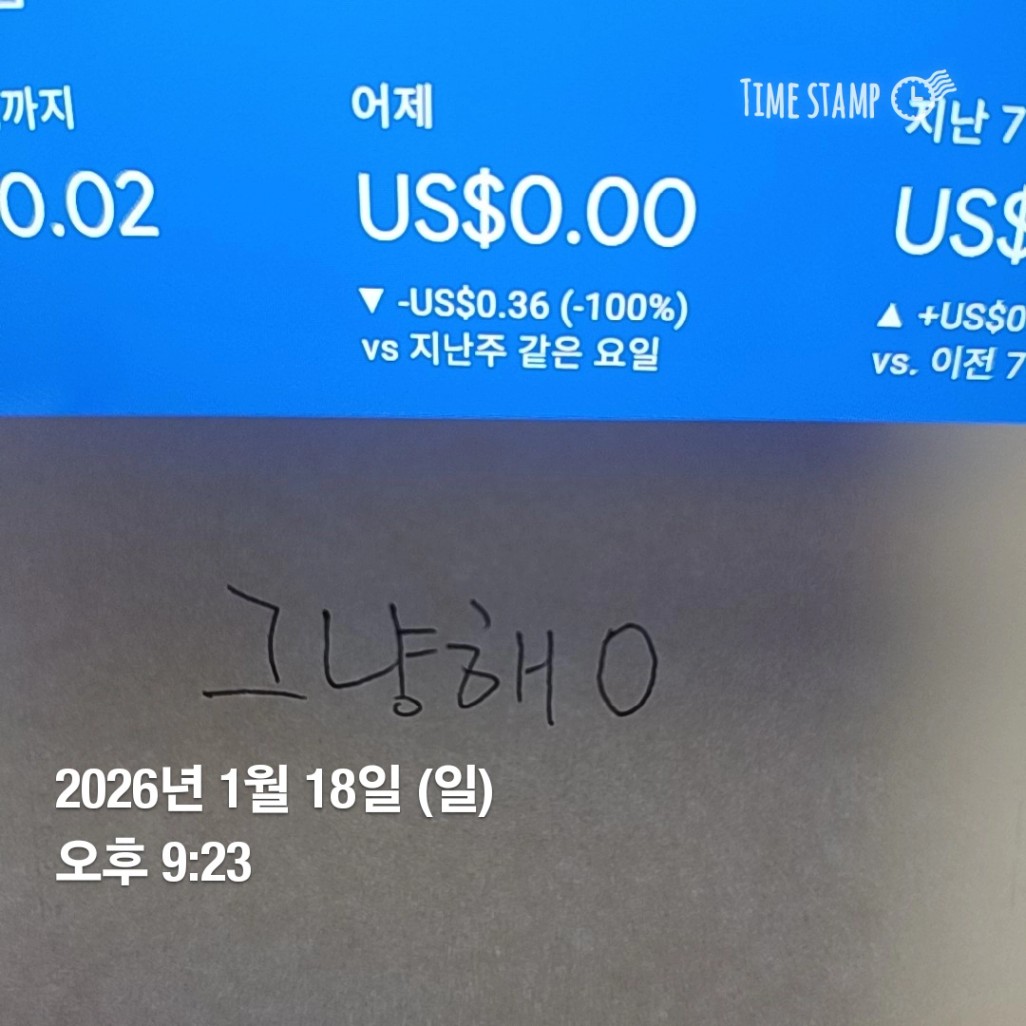 까지
어제
TIME STAMP
지난 7
0.02
US$0.00
US$
▼ -US$0.36 (-100%)
vs 지난주 같은 요일
▲ +US$0
vs. 이전 7
그냥해 0
2026년 1월 18일 (일)
오후 9:23